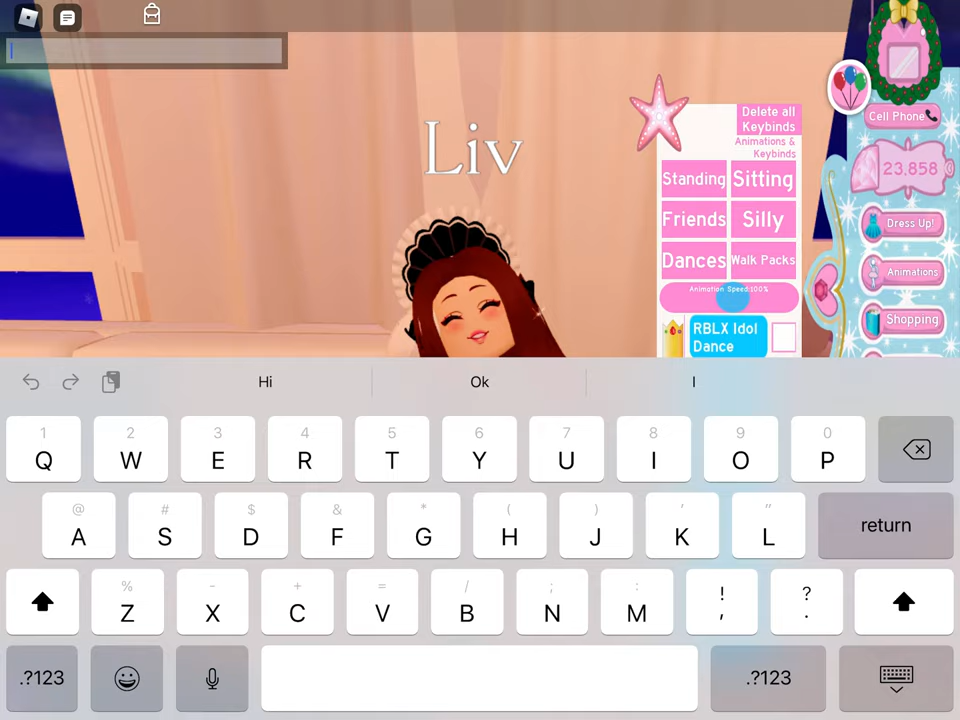 Liv
Delete all
Keybinds
Animations &
Keybinds
Standing
Sitting
Friends
Silly
Dances
Walk Packs
Animation Speed:100%
RBLX Idol
Dance
Cell Phone📞
23,858
Dress Up!
Animations
Shopping
Hi
Ok
I
1 2 3 4 5 6 7 8 9 0
Q W E R T Y U I O P
@ # $ & * ( ) ' "
A S D F G H J K L return
% - + = / ; : ! ?
Z X C V B N M , .
.?123 .?123